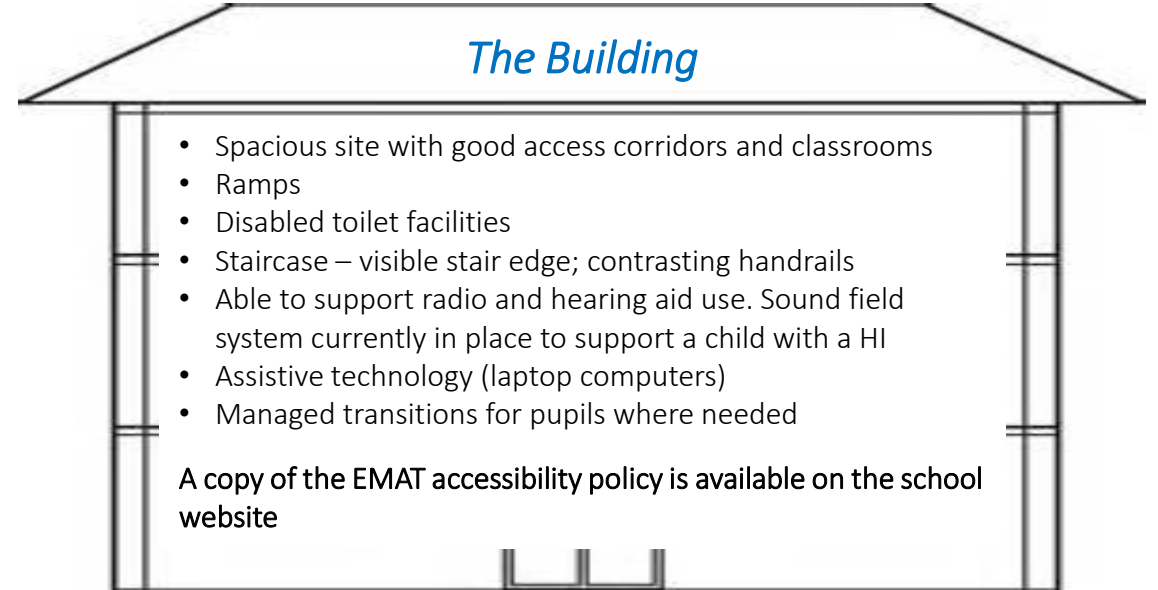 The Building
• Spacious site with good access corridors and classrooms
• Ramps
• Disabled toilet facilities
• Staircase – visible stair edge; contrasting handrails
• Able to support radio and hearing aid use. Sound field
system currently in place to support a child with a HI
• Assistive technology (laptop computers)
• Managed transitions for pupils where needed
A copy of the EMAT accessibility policy is available on the school
website